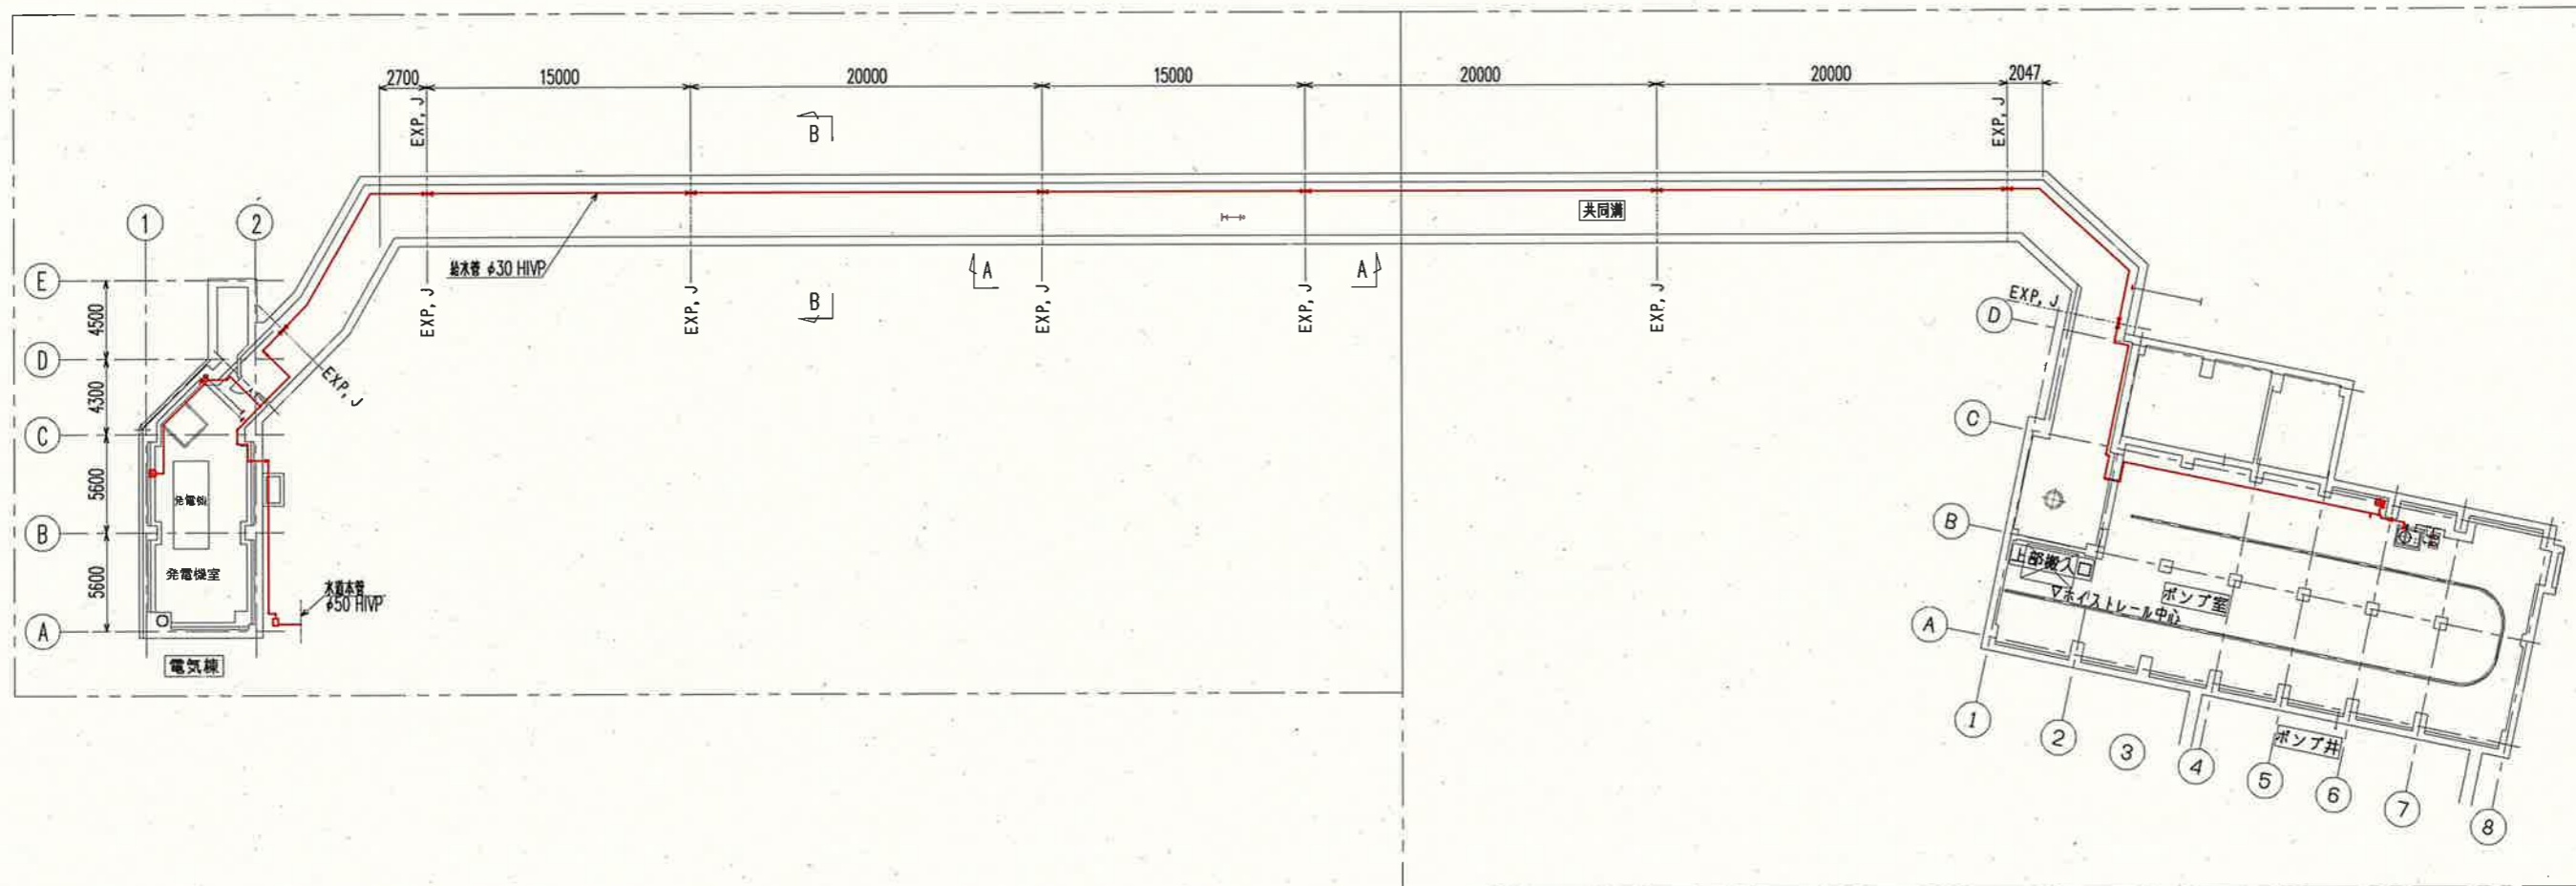 2700
15000
20000
15000
20000
20000
2047
EXP, J
EXP, J
B
1
2
共同溝
給水管 φ30 HIVP
A
A
E
D
C
B
A
4500
4300
5600
5600
EXP, J
EXP, J
B
EXP, J
EXP, J
EXP, J
EXP, J
EXP, J
D
C
B
A
発電機
発電機室
水道本管
φ50 HIVP
電気棟
上部搬入口
▽ホイストレール中心
ポンプ室
ポンプ井
1
2
3
4
5
6
7
8